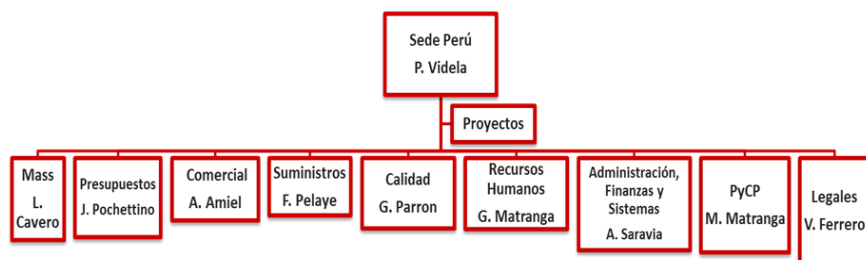 Sede Perú
P. Videla
Proyectos
Mass
L.
Cavero
Presupuestos
J. Pochettino
Comercial
A. Amiel
Suministros
F. Pelaye
Calidad
G. Parron
Recursos
Humanos
G. Matranga
Administración,
Finanzas y
Sistemas
A. Saravia
PyCP
M. Matranga
Legales
V. Ferrero